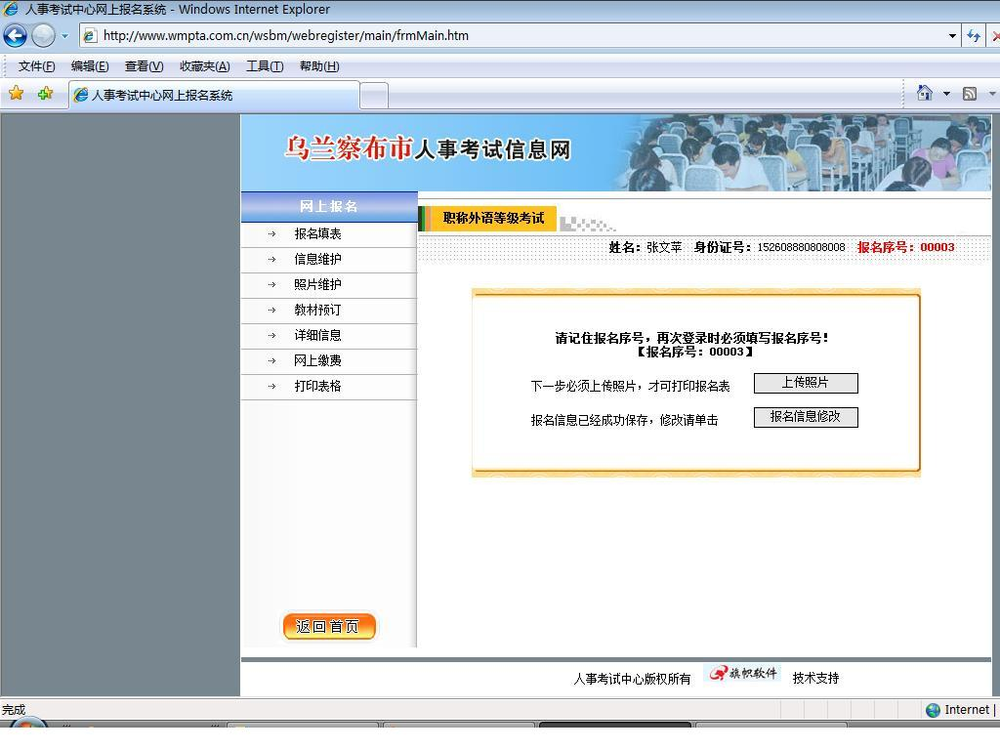 人事考试中心网上报名系统 - Windows Internet Explorer
http://www.wmpta.com.cn/wsbm/webregister/main/frmMain.htm
文件(F) 编辑(E) 查看(V) 收藏夹(A) 工具(T) 帮助(H)
人事考试中心网上报名系统
乌兰察布市人事考试信息网
网上报名
职称外语等级考试
报名填表
姓名：张文苹 身份证号：152608880808008 报名序号：00003
信息维护
照片维护
教材预订
详细信息
网上缴费
打印表格
请记住报名序号，再次登录时必须填写报名序号！
【报名序号：00003】
下一步必须上传照片，才可打印报名表 上传照片
报名信息已经成功保存，修改请单击 报名信息修改
返回首页
人事考试中心版权所有 旗帜软件 技术支持
完成
Internet